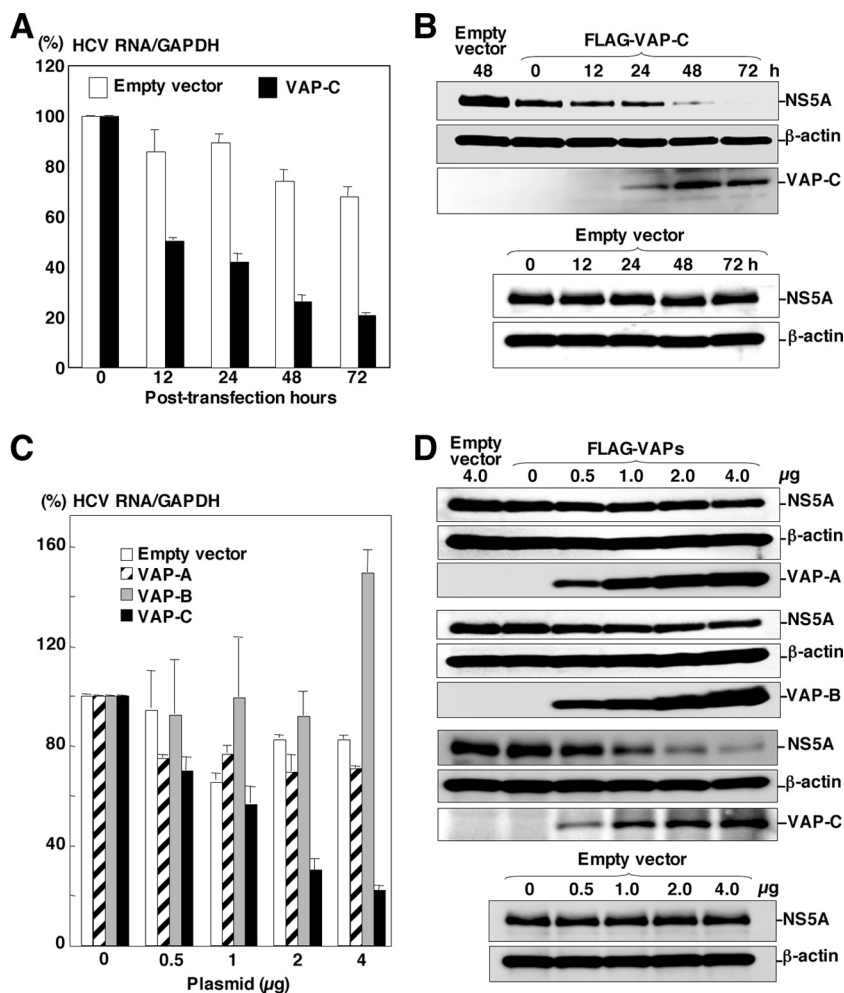 A
(%) HCV RNA/GAPDH
120
100
80
60
40
20
0
Empty vector
VAP-C
0 12 24 48 72
Post-transfection hours
B
Empty vector
FLAG-VAP-C
48 0 12 24 48 72 h
NS5A
β-actin
VAP-C
Empty vector
0 12 24 48 72 h
NS5A
β-actin
C
(%) HCV RNA/GAPDH
160
120
80
40
0
Empty vector
VAP-A
VAP-B
VAP-C
0 0.5 1 2 4
Plasmid (µg)
D
Empty vector
FLAG-VAPs
4.0 0 0.5 1.0 2.0 4.0 µg
NS5A
β-actin
VAP-A
NS5A
β-actin
VAP-B
NS5A
β-actin
VAP-C
Empty vector
0 0.5 1.0 2.0 4.0 µg
NS5A
β-actin